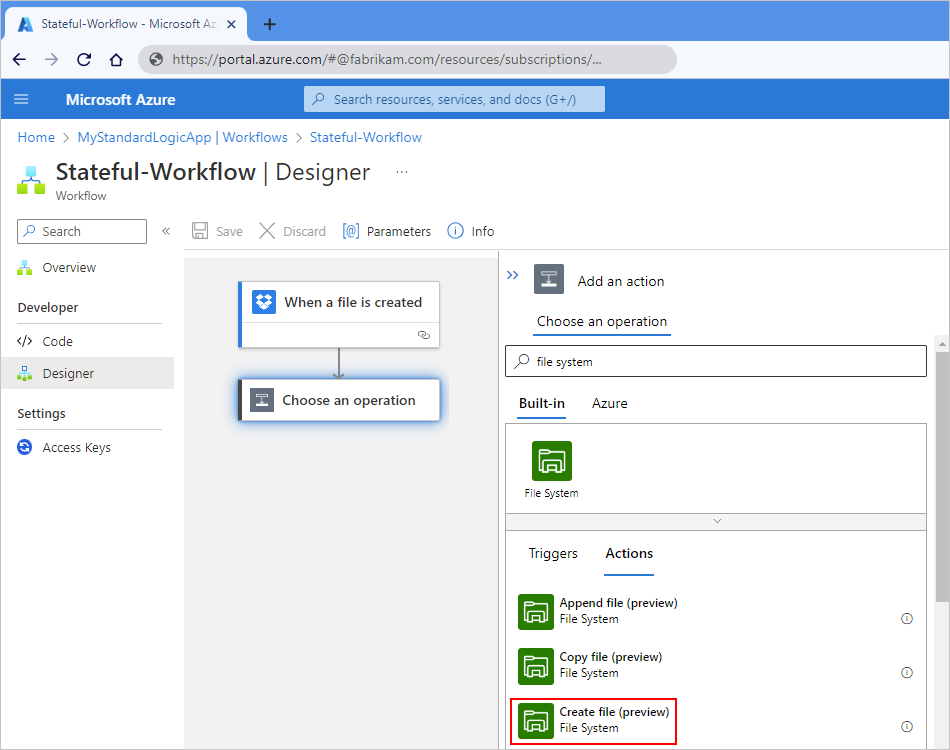 Stateful-Workflow - Microsoft Az
https://portal.azure.com/#@fabrikam.com/resources/subscriptions/...
Microsoft Azure
Search resources, services, and docs (G+/)
Home > MyStandardLogicApp | Workflows > Stateful-Workflow
Stateful-Workflow | Designer ...
Workflow
Search
«
Save
Discard
[@] Parameters
Info
Overview
Developer
</> Code
Designer
Settings
Access Keys
When a file is created
Choose an operation
Add an action
Choose an operation
file system
Built-in
Azure
File System
Triggers
Actions
Append file (preview)
File System
Copy file (preview)
File System
Create file (preview)
File System